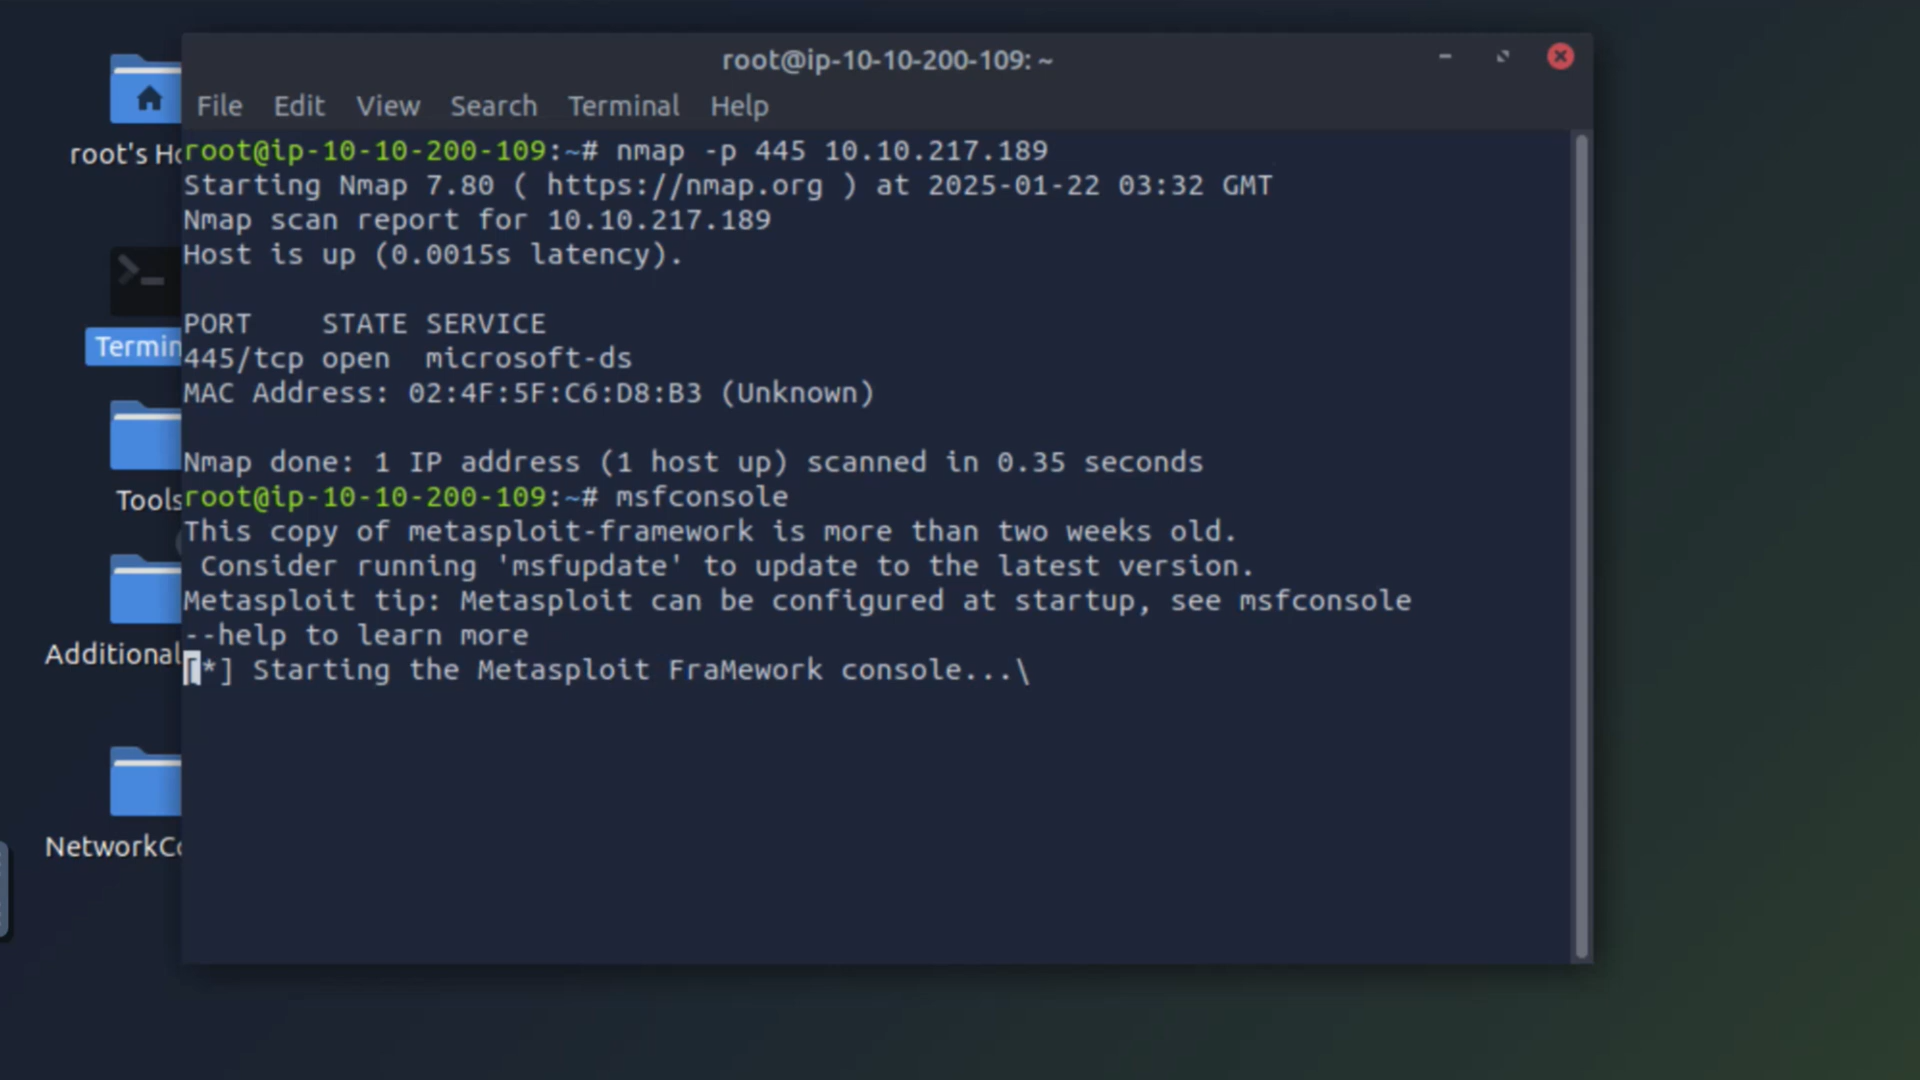 root@ip-10-10-200-109: ~
File Edit View Search Terminal Help
root's Ho
Termin
Tools
Additional
NetworkCo
root@ip-10-10-200-109:~# nmap -p 445 10.10.217.189
Starting Nmap 7.80 ( https://nmap.org ) at 2025-01-22 03:32 GMT
Nmap scan report for 10.10.217.189
Host is up (0.0015s latency).
PORT    STATE SERVICE
445/tcp open  microsoft-ds
MAC Address: 02:4F:5F:C6:D8:B3 (Unknown)
Nmap done: 1 IP address (1 host up) scanned in 0.35 seconds
root@ip-10-10-200-109:~# msfconsole
This copy of metasploit-framework is more than two weeks old.
 Consider running 'msfupdate' to update to the latest version.
Metasploit tip: Metasploit can be configured at startup, see msfconsole
--help to learn more
[*] Starting the Metasploit FraMework console...\